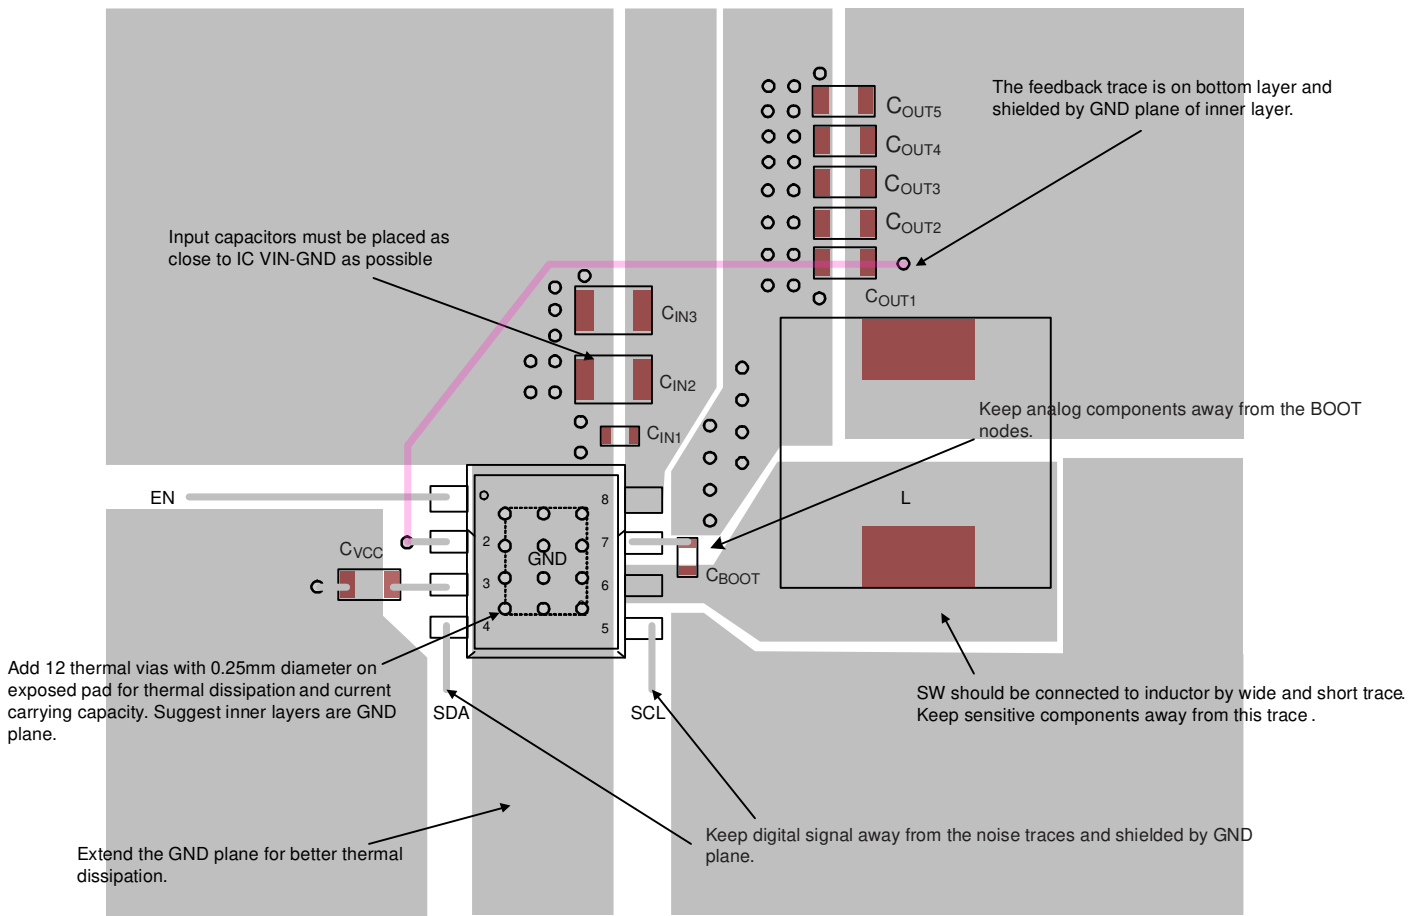 The feedback trace is on bottom layer and
shielded by GND plane of inner layer.
COUT5
COUT4
COUT3
COUT2
COUT1
Input capacitors must be placed as
close to IC VIN-GND as possible
CIN3
CIN2
CIN1
Keep analog components away from the BOOT
nodes.
EN
8
L
2
7
GND
CVCC
CBOOT
3
6
4
5
Add 12 thermal vias with 0.25mm diameter on
exposed pad for thermal dissipation and current
carrying capacity. Suggest inner layers are GND
plane.
SDA
SCL
SW should be connected to inductor by wide and short trace.
Keep sensitive components away from this trace .
Keep digital signal away from the noise traces and shielded by GND
plane.
Extend the GND plane for better thermal
dissipation.